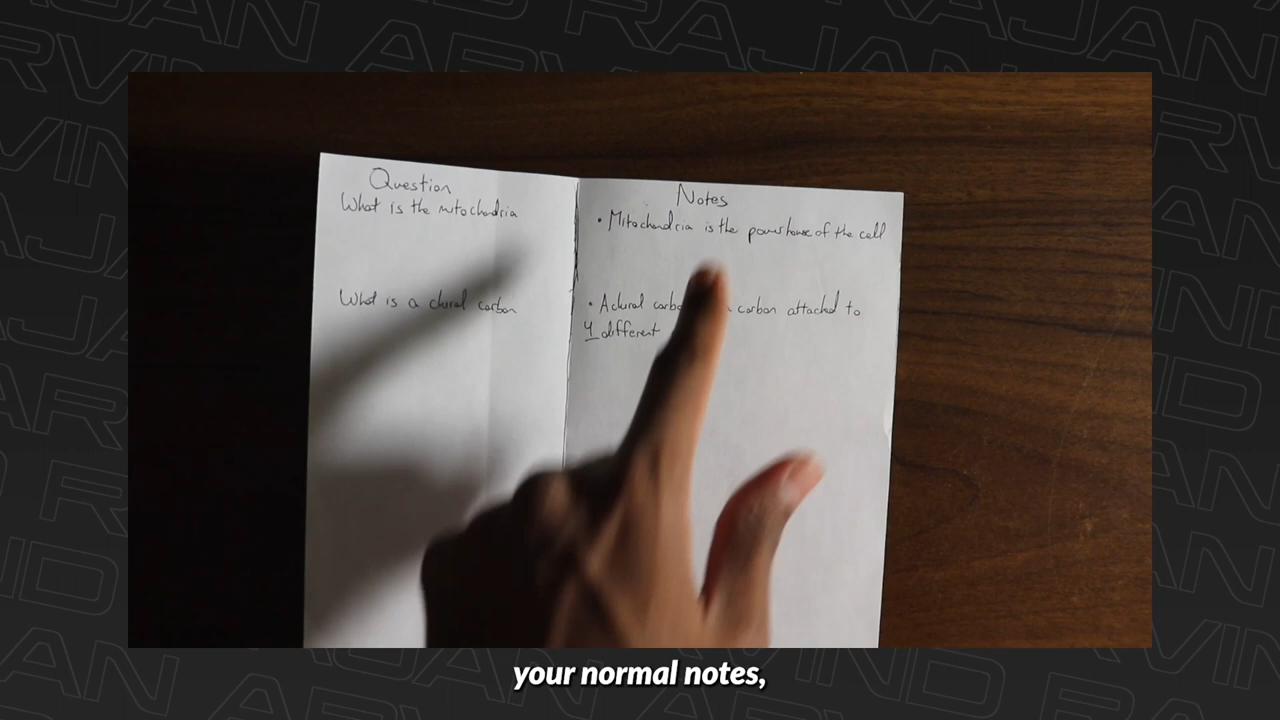 Question
What is the mitochondria
What is a chiral carbon
Notes
• Mitochondria is the powerhouse of the cell
• A chiral carbon attached to
4 different
your normal notes,